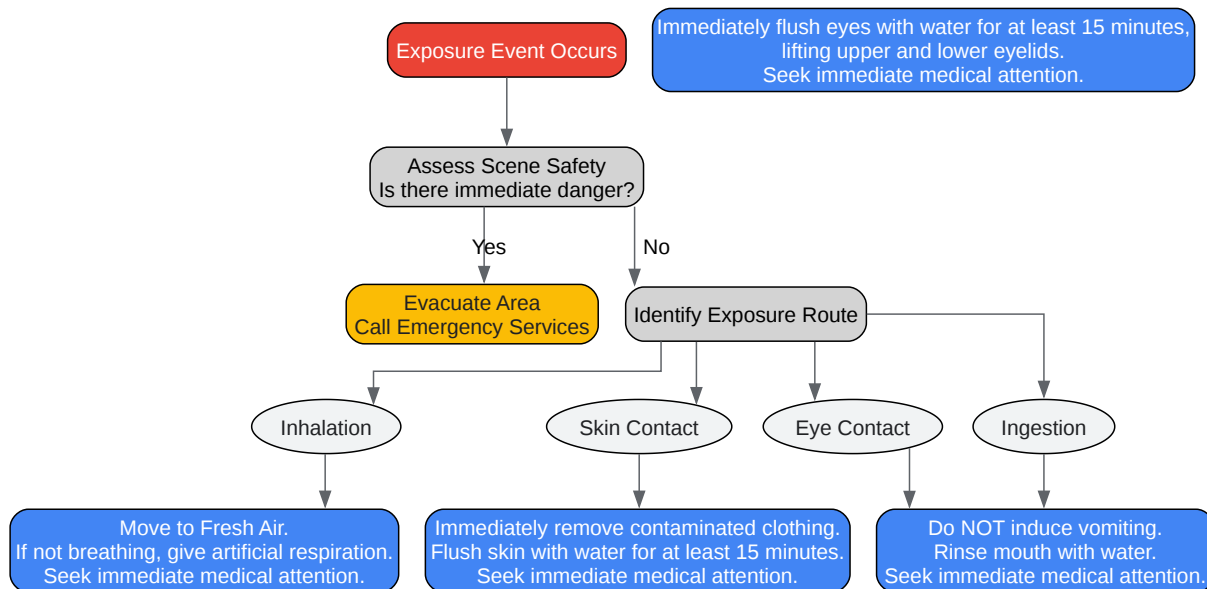 Exposure Event Occurs
Immediately flush eyes with water for at least 15 minutes,
lifting upper and lower eyelids.
Seek immediate medical attention.
Assess Scene Safety
Is there immediate danger?
Yes
No
Evacuate Area
Call Emergency Services
Identify Exposure Route
Inhalation
Skin Contact
Eye Contact
Ingestion
Move to Fresh Air.
If not breathing, give artificial respiration.
Seek immediate medical attention.
Immediately remove contaminated clothing.
Flush skin with water for at least 15 minutes.
Seek immediate medical attention.
Do NOT induce vomiting.
Rinse mouth with water.
Seek immediate medical attention.